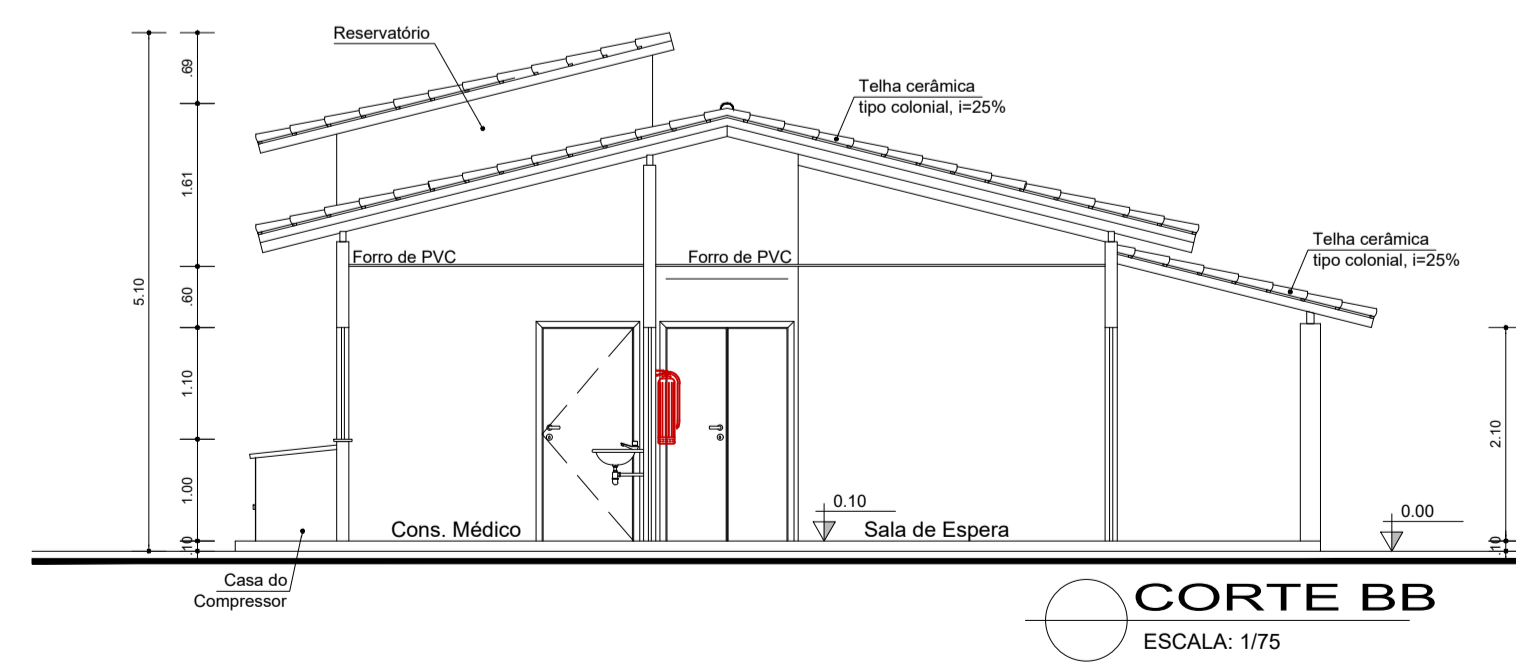 Reservatório
Telha cerâmica
tipo colonial, i=25%
Telha cerâmica
tipo colonial, i=25%
Forro de PVC
Forro de PVC
5.10
.69
1.61
.60
1.10
1.00
.10
2.10
.10
0.10
0.00
Cons. Médico
Sala de Espera
Casa do
Compressor
CORTE BB
ESCALA: 1/75